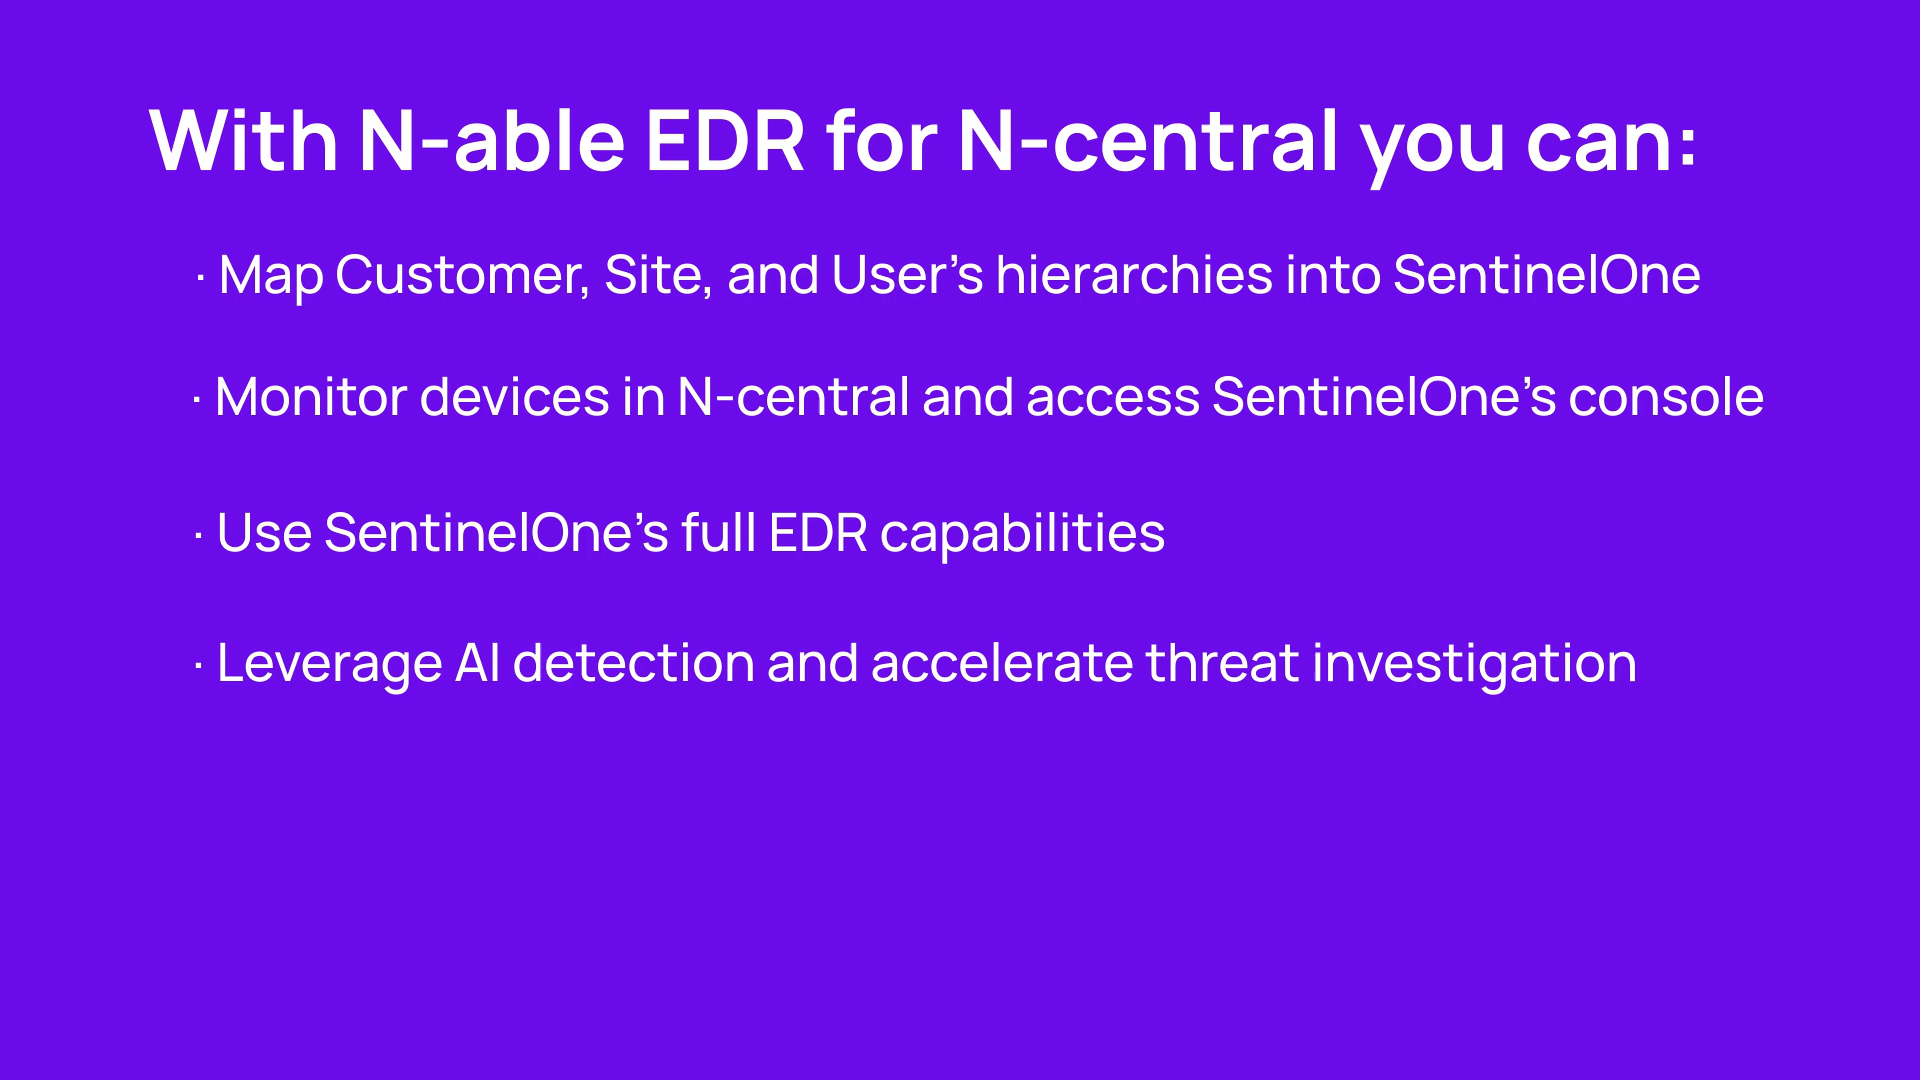 With N-able EDR for N-central you can:
· Map Customer, Site, and User’s hierarchies into SentinelOne
· Monitor devices in N-central and access SentinelOne’s console
· Use SentinelOne’s full EDR capabilities
· Leverage AI detection and accelerate threat investigation